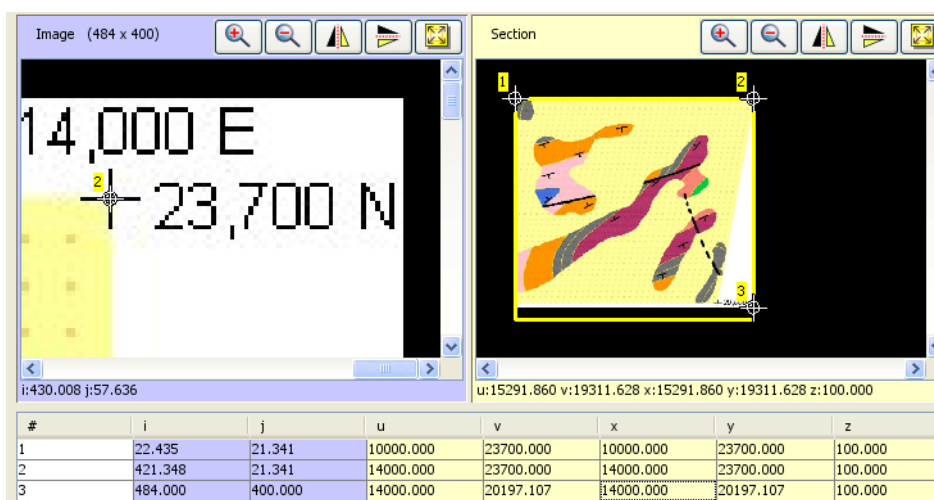 Image (484 x 400)
Section
14,000 E
2
23,700 N
1
2
3
i:430.008 j:57.636
u:15291.860 v:19311.628 x:15291.860 y:19311.628 z:100.000
# i j u v x y z
1 22.435 21.341 10000.000 23700.000 10000.000 23700.000 100.000
2 421.348 21.341 14000.000 23700.000 14000.000 23700.000 100.000
3 484.000 400.000 14000.000 20197.107 14000.000 20197.107 100.000